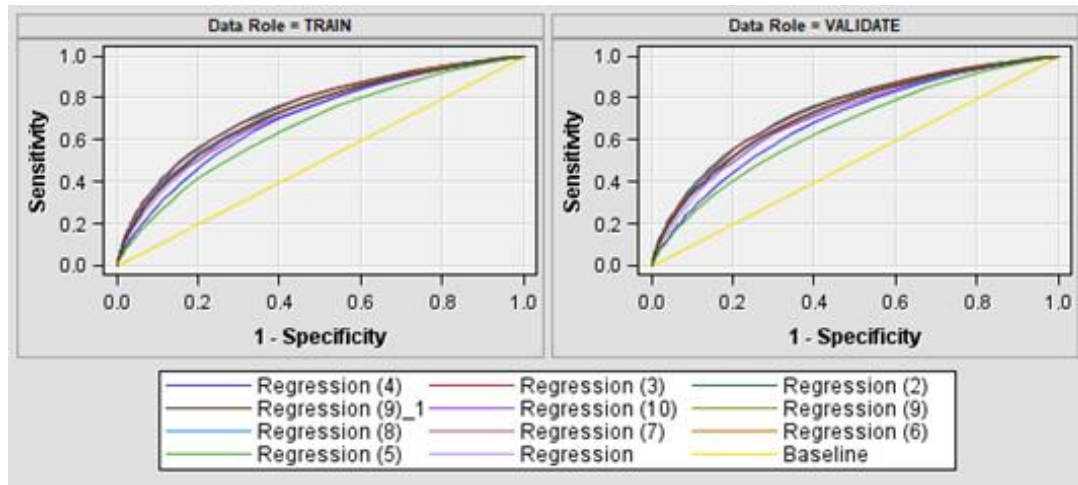 Data Role = TRAIN
Data Role = VALIDATE
Sensitivity
1.0
0.8
0.6
0.4
0.2
0.0
0.0 0.2 0.4 0.6 0.8 1.0
1 - Specificity
Sensitivity
1.0
0.8
0.6
0.4
0.2
0.0
0.0 0.2 0.4 0.6 0.8 1.0
1 - Specificity
Regression (4) Regression (3) Regression (2)
Regression (9)_1 Regression (10) Regression (9)
Regression (8) Regression (7) Regression (6)
Regression (5) Regression Baseline